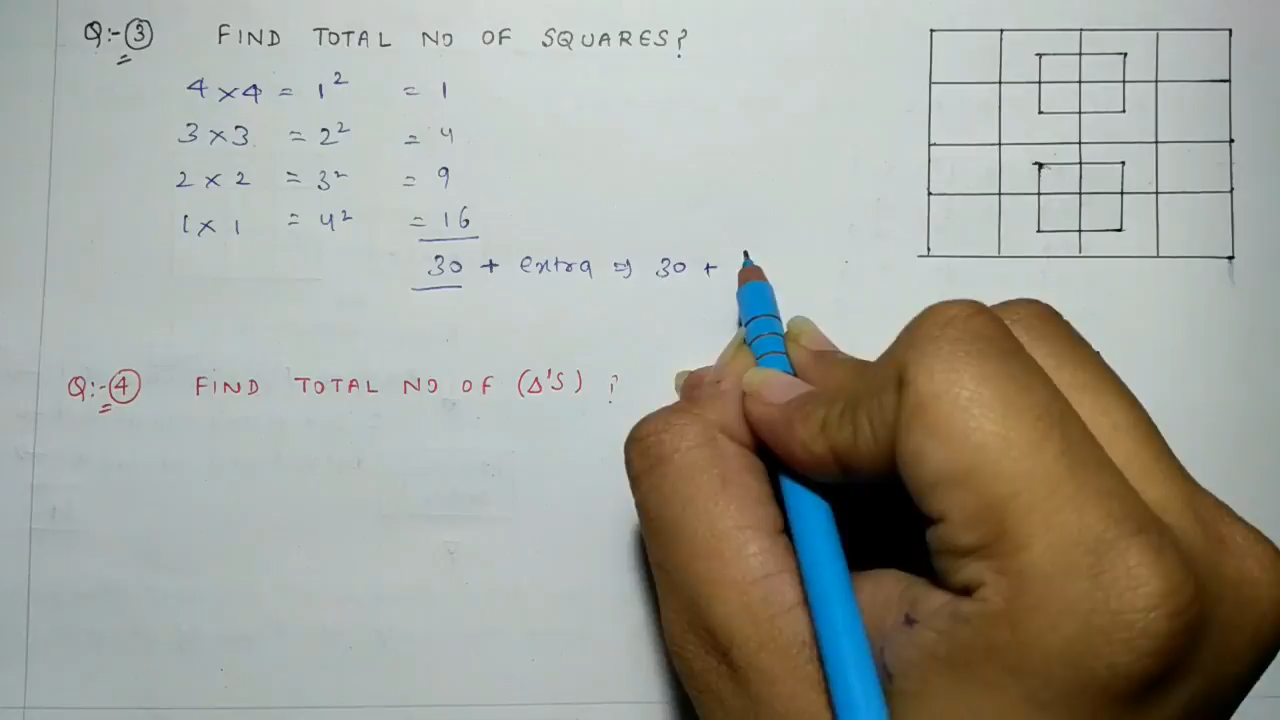 Q:-③ FIND TOTAL NO OF SQUARES?
4×4 = 1² = 1
3×3 = 2² = 4
2×2 = 3² = 9
1×1 = 4² = 16
30 + extra ⇒ 30 +
Q:-④ FIND TOTAL NO OF (Δ'S) ?